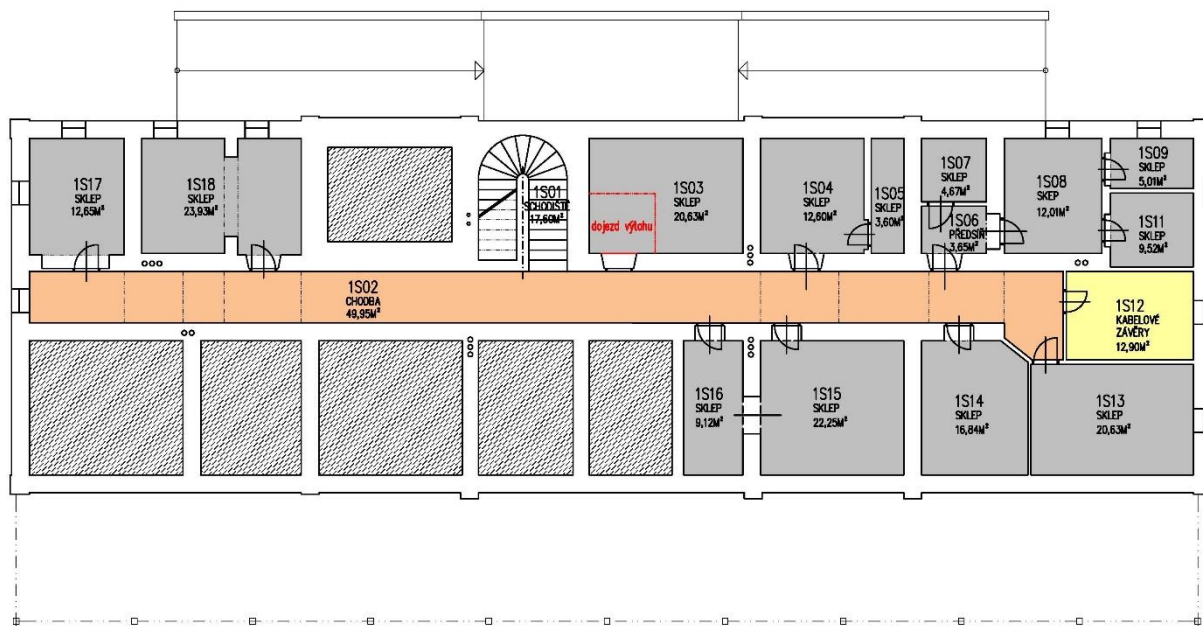 1S17
SKLEP
12,65M²
1S18
SKLEP
23,93M²
1S01
SCHODIŠTĚ
17,60M²
1S03
SKLEP
20,63M²
dojezd výtahu
1S04
SKLEP
12,60M²
1S05
SKLEP
3,60M²
1S07
SKLEP
4,67M²
1S06
PŘEDSÍŇ
3,65M²
1S08
SKEP
12,01M²
1S09
SKLEP
5,01M²
1S11
SKLEP
9,52M²
1S02
CHODBA
49,95M²
1S12
KABELOVÉ
ZÁVĚRY
12,90M²
1S16
SKLEP
9,12M²
1S15
SKLEP
22,25M²
1S14
SKLEP
16,84M²
1S13
SKLEP
20,63M²